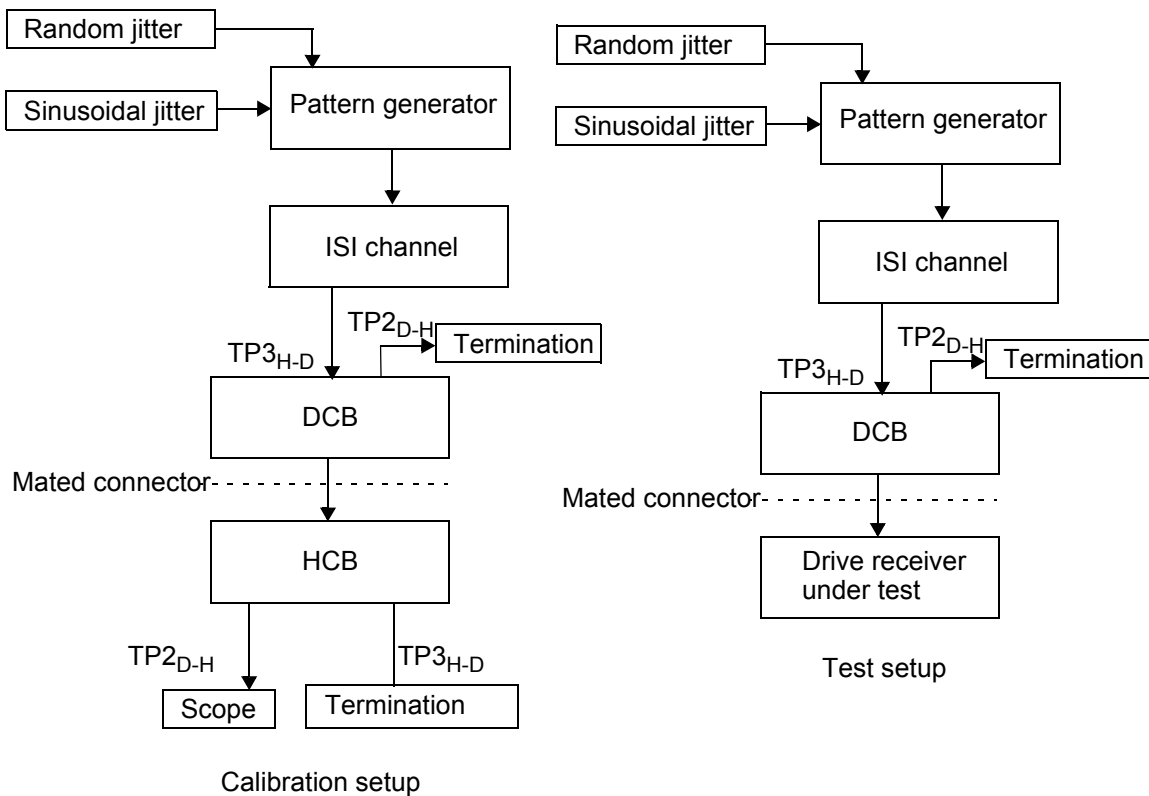 Random jitter
Sinusoidal jitter
Pattern generator
ISI channel
TP3H-D
TP2D-H
Termination
DCB
Mated connector
HCB
TP2D-H
TP3H-D
Scope
Termination
Calibration setup
Random jitter
Sinusoidal jitter
Pattern generator
ISI channel
TP3H-D
TP2D-H
Termination
DCB
Mated connector
Drive receiver
under test
Test setup